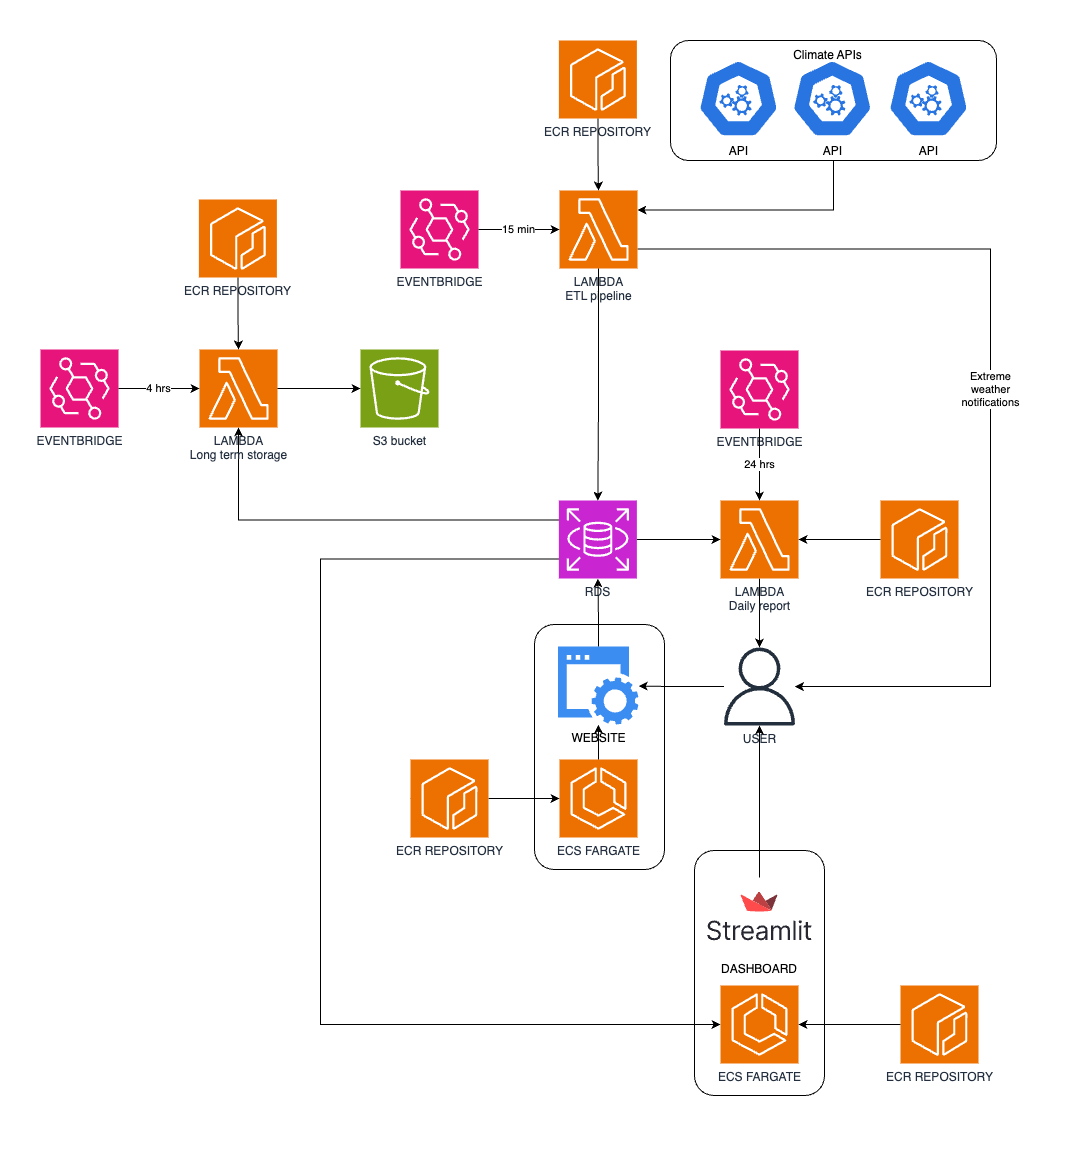 Climate APIs
API
API
API
ECR REPOSITORY
ECR REPOSITORY
EVENTBRIDGE
15 min
LAMBDA
ETL pipeline
EVENTBRIDGE
4 hrs
LAMBDA
Long term storage
S3 bucket
Extreme
weather
notifications
EVENTBRIDGE
24 hrs
RDS
LAMBDA
Daily report
ECR REPOSITORY
WEBSITE
USER
ECR REPOSITORY
ECS FARGATE
Streamlit
DASHBOARD
ECS FARGATE
ECR REPOSITORY